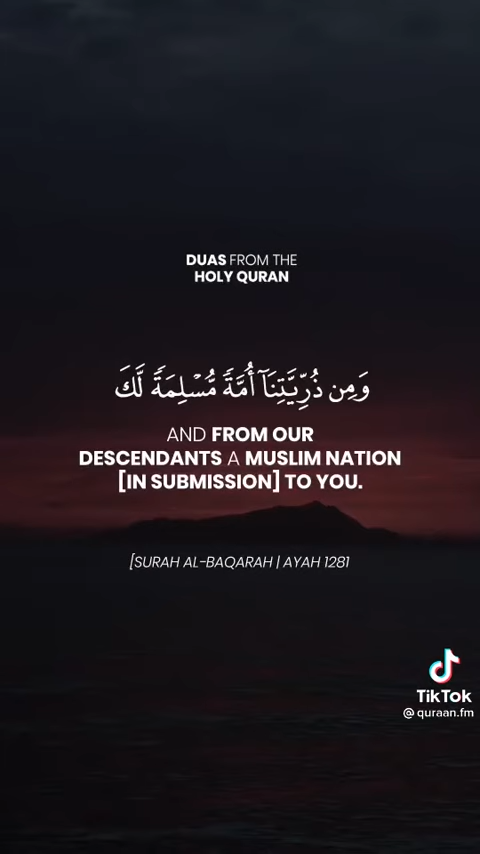 DUAS FROM THE
HOLY QURAN
وَمِن ذُرِّيَّتِنَآ أُمَّةً مُّسْلِمَةً لَّكَ
AND FROM OUR
DESCENDANTS A MUSLIM NATION
[IN SUBMISSION] TO YOU.
[SURAH AL-BAQARAH | AYAH 1281
TikTok
@ quraan.fm